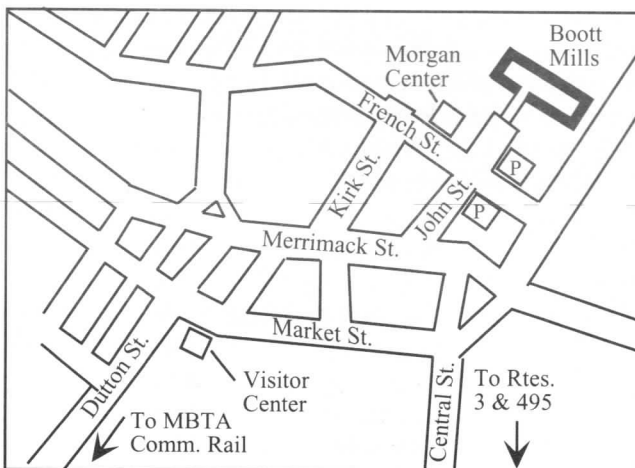 Boott
Mills
Morgan
Center
French St.
P
Kirk St.
John St.
P
Merrimack St.
Market St.
Dutton St.
Visitor
Center
Central St.
To Rtes.
3 & 495
To MBTA
Comm. Rail